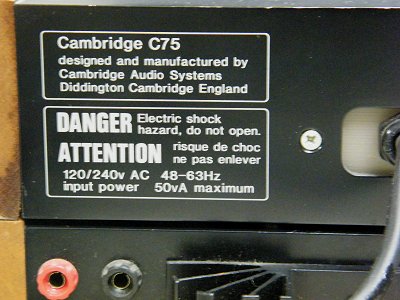 Cambridge C75
designed and manufactured by
Cambridge Audio Systems
Diddington Cambridge England
DANGER Electric shock
hazard, do not open.
ATTENTION risque de choc
ne pas enlever
120/240v AC 48-63Hz
input power 50vA maximum